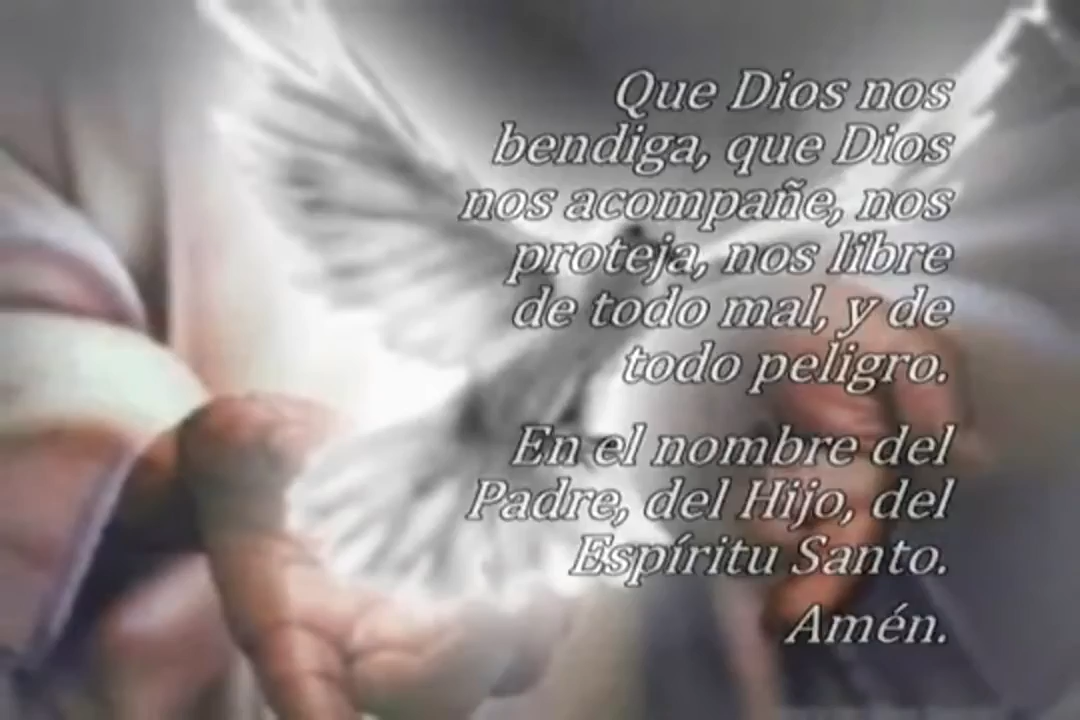 Que Dios nos
bendiga, que Dios
nos acompañe, nos
proteja, nos libre
de todo mal, y de
todo peligro.
En el nombre del
Padre, del Hijo, del
Espíritu Santo.
Amén.